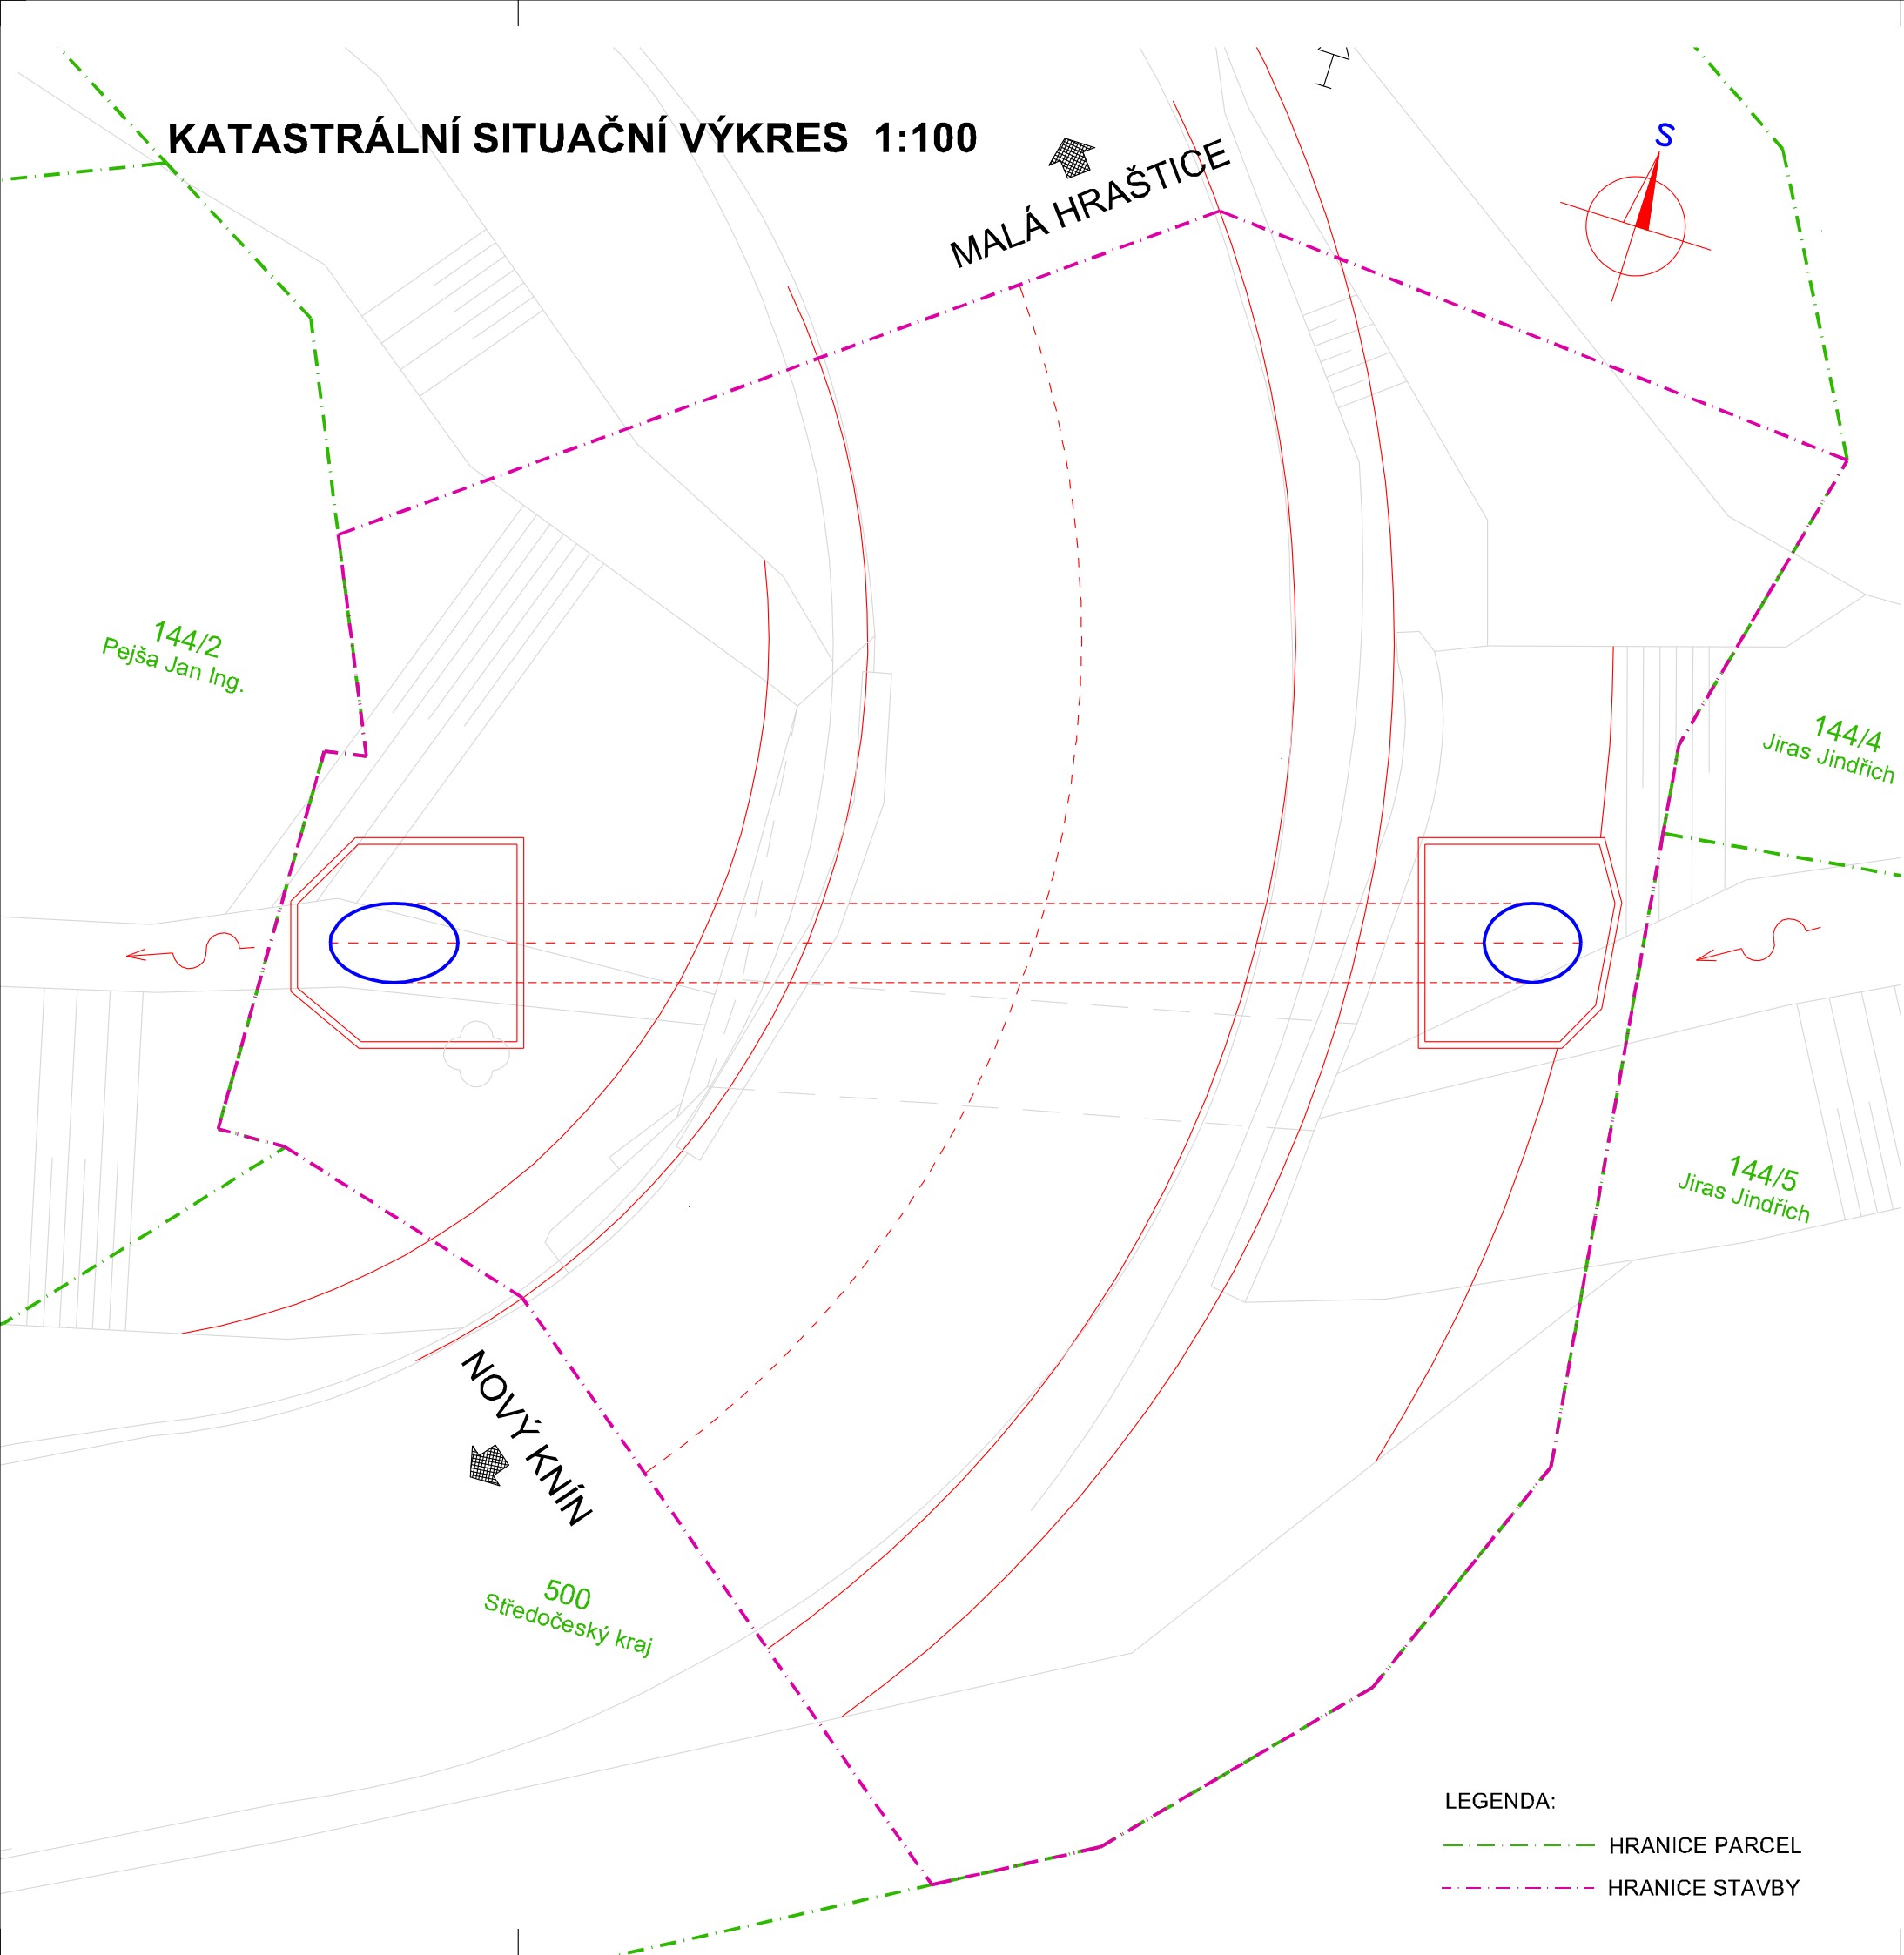 KATASTRÁLNÍ SITUAČNÍ VÝKRES 1:100
S
MALÁ HRAŠTICE
144/2
Pejša Jan Ing.
144/4
Jiras Jindřich
144/5
Jiras Jindřich
NOVÝ KNÍN
500
Středočeský kraj
LEGENDA:
HRANICE PARCEL
HRANICE STAVBY